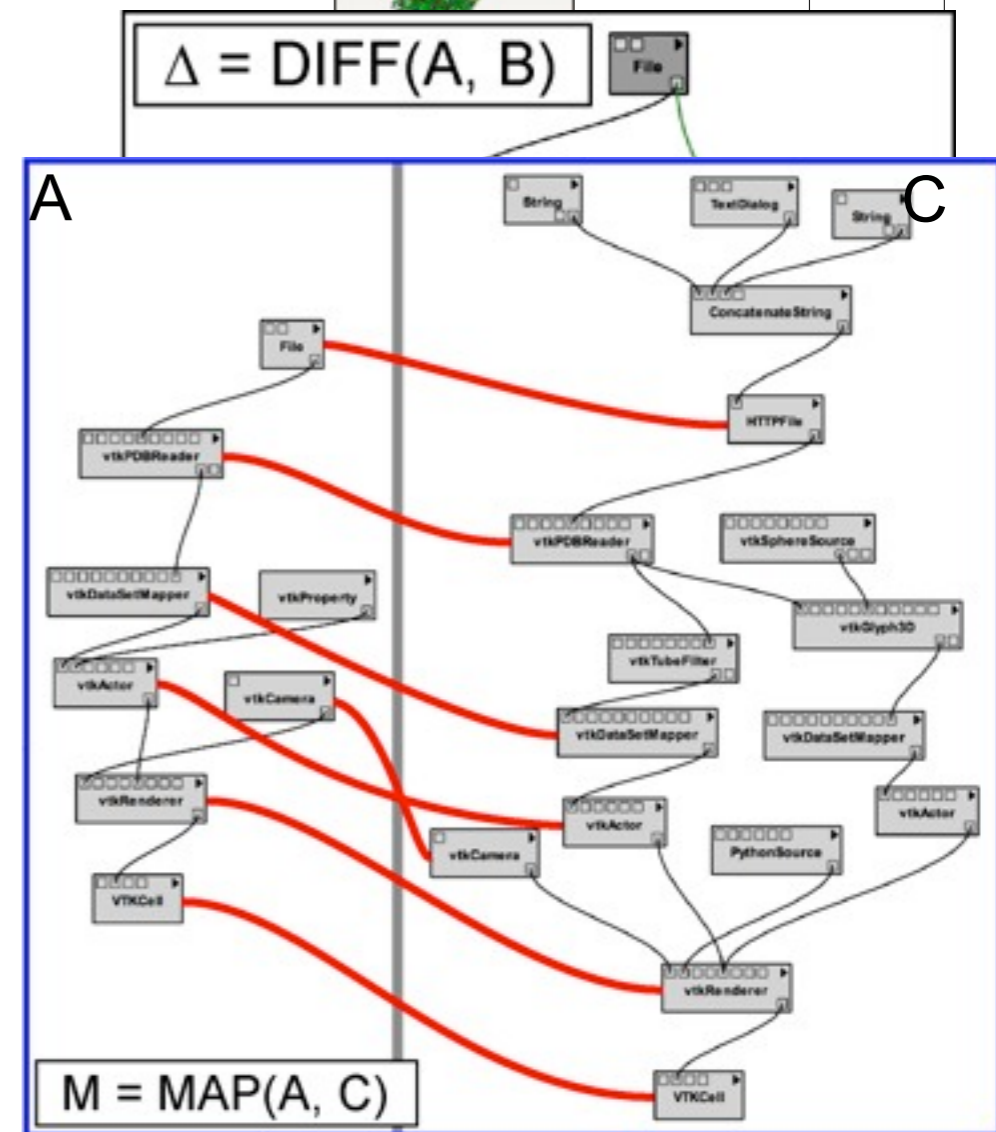 Δ = DIFF(A, B)
File
A
C
String
TextDialog
String
ConcatenateString
File
HTTPFile
vtkPDBReader
vtkPDBReader
vtkSphereSource
vtkDataSetMapper
vtkProperty
vtkGlyph3D
vtkTubeFilter
vtkActor
vtkCamera
vtkDataSetMapper
vtkDataSetMapper
vtkRenderer
vtkActor
vtkActor
vtkCamera
PythonSource
VTKCell
vtkRenderer
M = MAP(A, C)
VTKCell